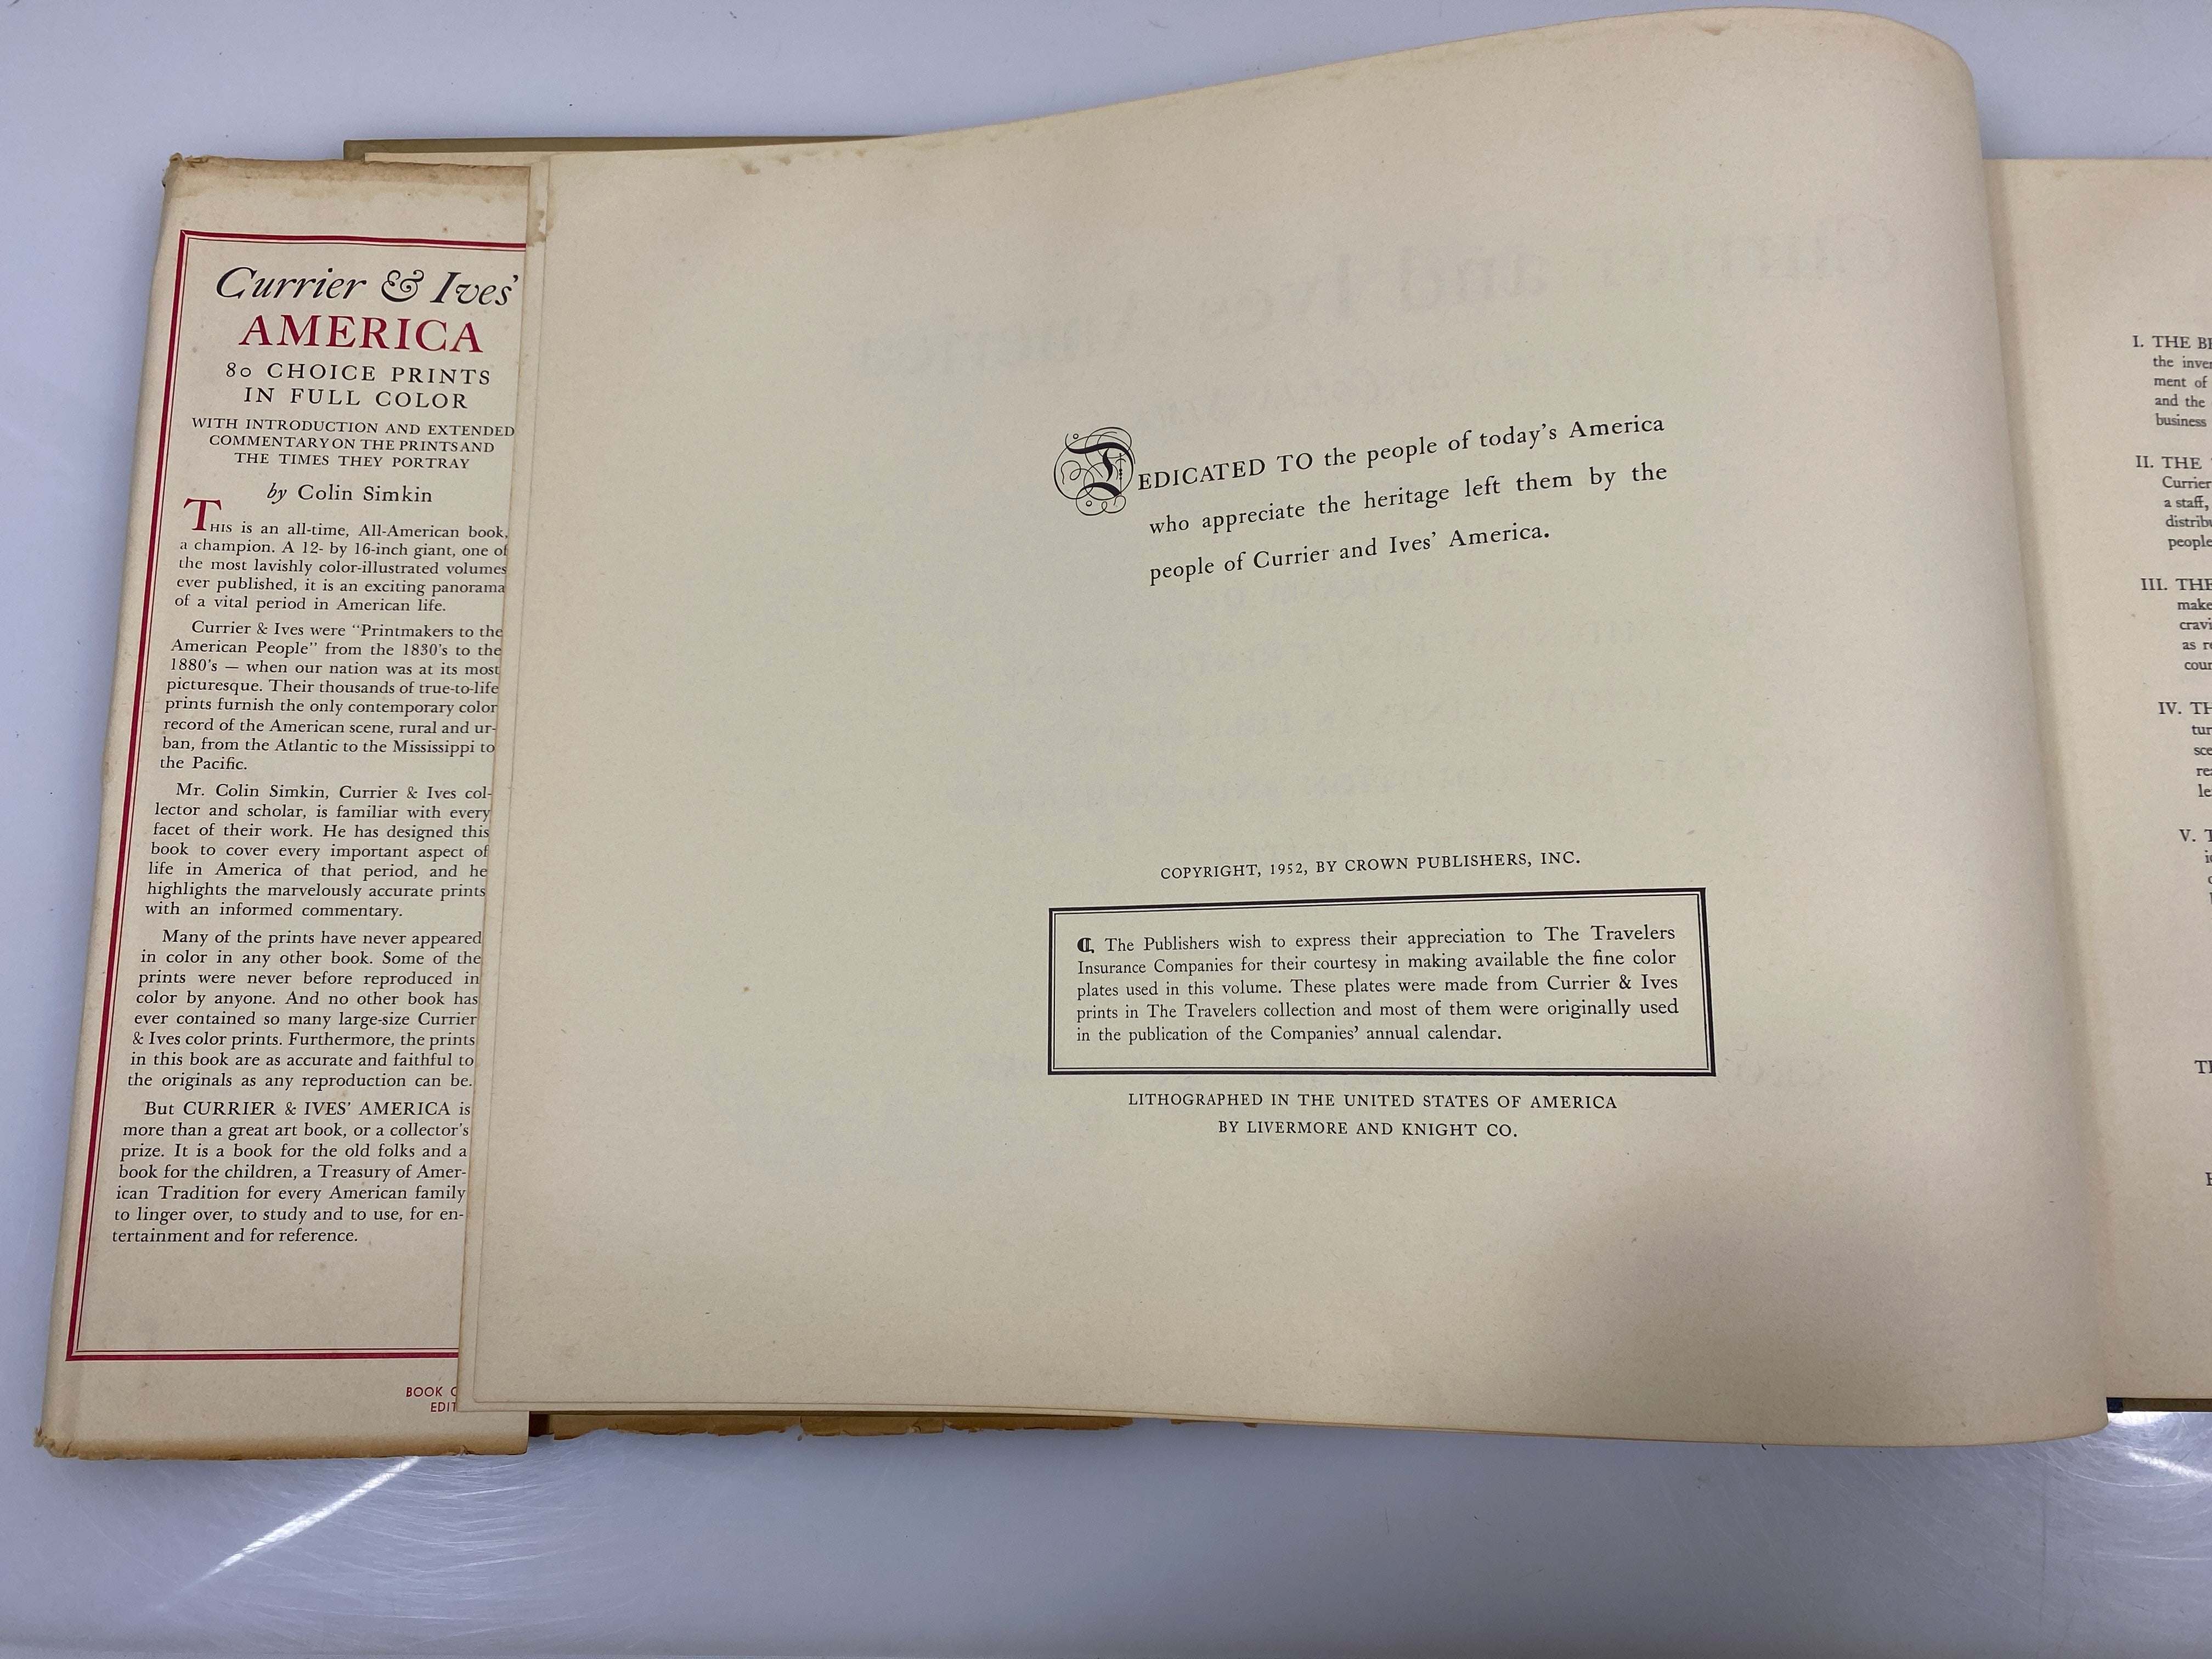 Currier & Ives'
AMERICA
80 CHOICE PRINTS
IN FULL COLOR
WITH INTRODUCTION AND EXTENDED
COMMENTARY ON THE PRINTS AND
THE TIMES THEY PORTRAY
by Colin Simkin
THIS is an all-time, All-American book,
a champion. A 12- by 16-inch giant, one of
the most lavishly color-illustrated volumes
ever published, it is an exciting panorama
of a vital period in American life.
Currier & Ives were "Printmakers to the
American People" from the 1830's to the
1880's — when our nation was at its most
picturesque. Their thousands of true-to-life
prints furnish the only contemporary color
record of the American scene, rural and ur-
ban, from the Atlantic to the Mississippi to
the Pacific.
Mr. Colin Simkin, Currier & Ives col-
lector and scholar, is familiar with every
facet of their work. He has designed this
book to cover every important aspect of
life in America of that period, and he
highlights the marvelously accurate prints
with an informed commentary.
Many of the prints have never appeared
in color in any other book. Some of the
prints were never before reproduced in
color by anyone. And no other book has
ever contained so many large-size Currier
& Ives color prints. Furthermore, the prints
in this book are as accurate and faithful to
the originals as any reproduction can be.
But CURRIER & IVES' AMERICA is
more than a great art book, or a collector's
prize. It is a book for the old folks and a
book for the children, a Treasury of Amer-
ican Tradition for every American family
to linger over, to study and to use, for en-
tertainment and for reference.
BOOK
DEDICATED TO the people of today's America
who appreciate the heritage left them by the
people of Currier and Ives' America.
COPYRIGHT, 1952, BY CROWN PUBLISHERS, INC.
The Publishers wish to express their appreciation to The Travelers
Insurance Companies for their courtesy in making available the fine color
plates used in this volume. These plates were made from Currier & Ives
prints in The Travelers collection and most of them were originally used
in the publication of the Companies' annual calendar.
LITHOGRAPHED IN THE UNITED STATES OF AMERICA
BY LIVERMORE AND KNIGHT CO.
I. THE
the
ment of
and the
business
II. THE
Currier
a staff,
people
III. THE
make
as
IV.
V.